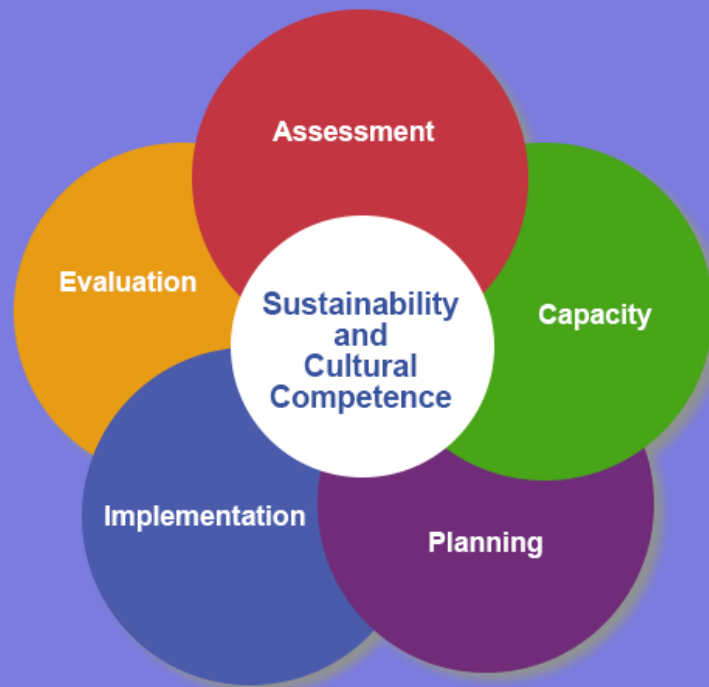 Assessment
Evaluation
Sustainability
and
Cultural
Competence
Capacity
Implementation
Planning